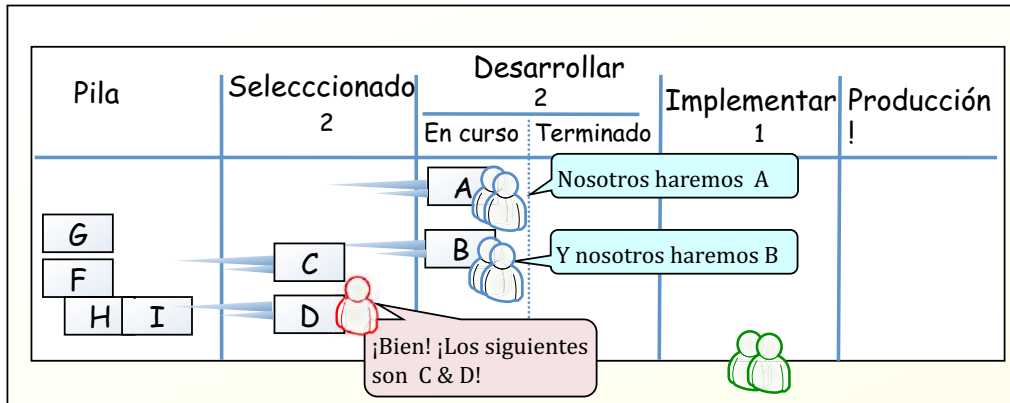 Pila
Selecccionado
2
Desarrollar
2
En curso
Terminado
Implementar
1
Producción
!
A
Nosotros haremos A
B
Y nosotros haremos B
G
F
H
I
C
D
¡Bien! ¡Los siguientes
son C & D!